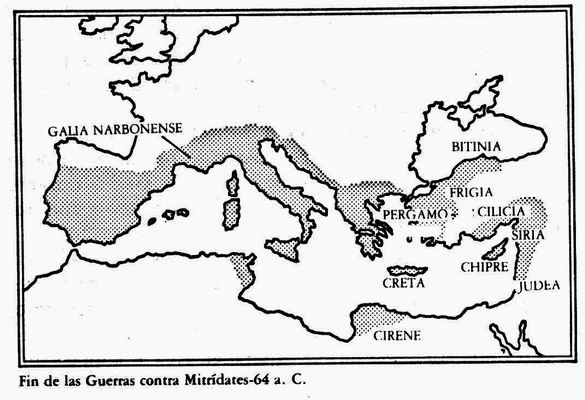 GALIA NARBONENSE
BITINIA
FRIGIA
PERGAMO
CILICIA
SIRIA
CHIPRE
CRETA
JUDEA
CIRENE
Fin de las Guerras contra Mitrídates-64 a. C.